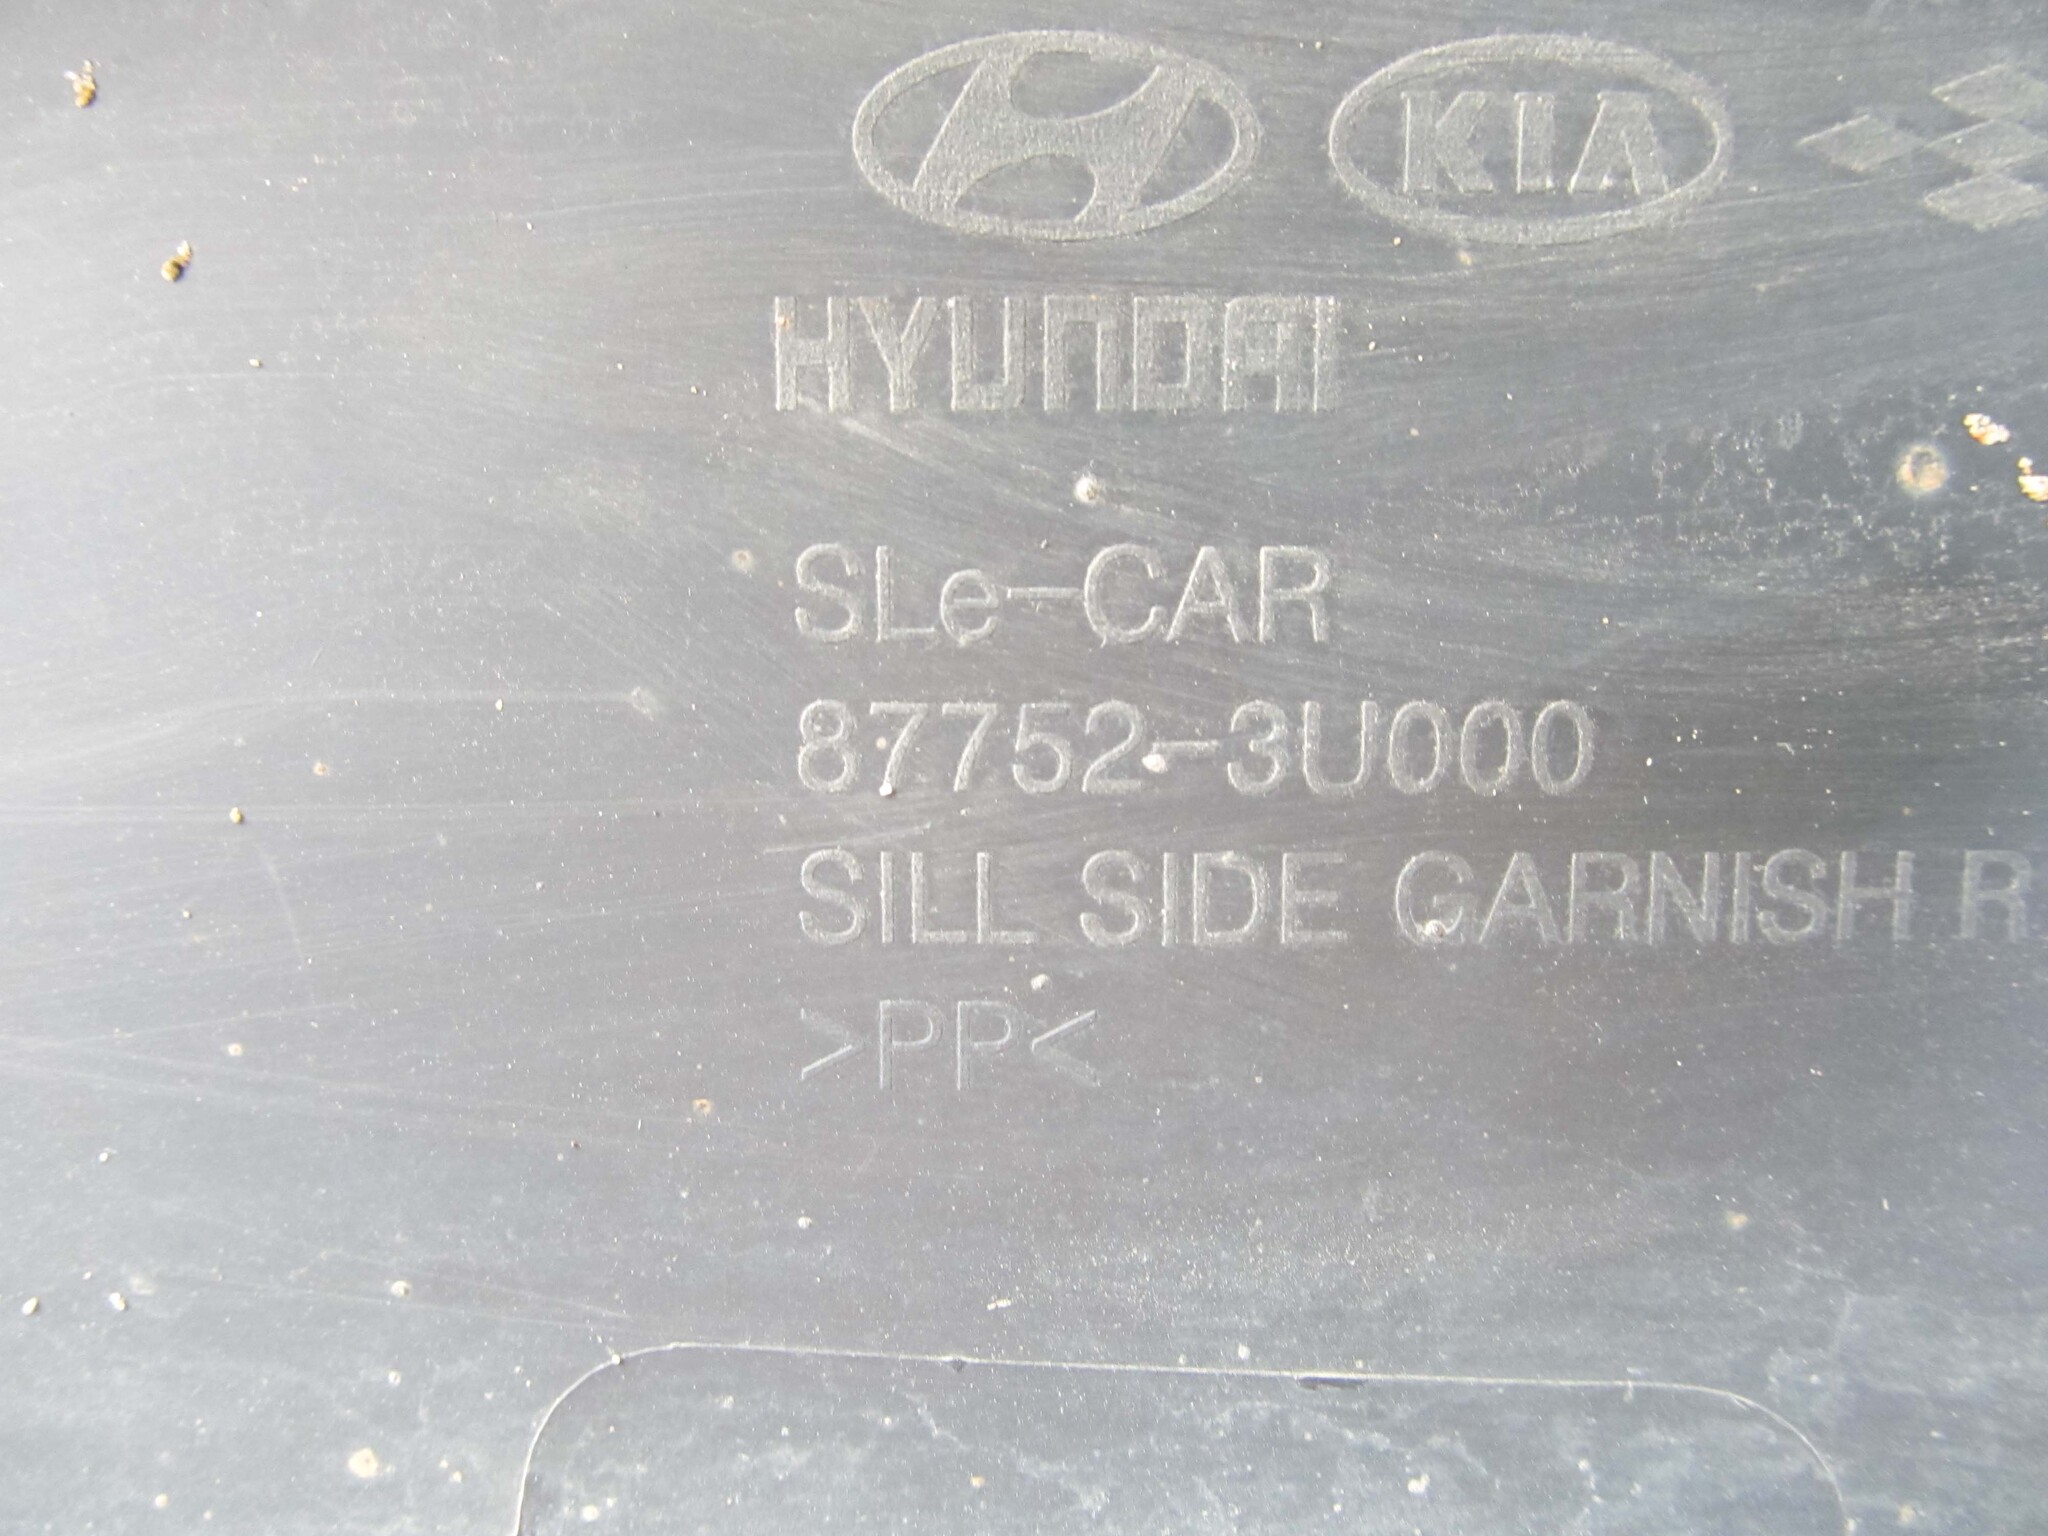 KIA
HYUNDAI
SLe-CAR
87752-3U000
SILL SIDE GARNISH R
>PP<